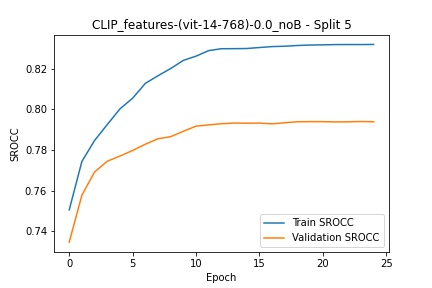 CLIP_features-(vit-14-768)-0.0_noB - Split 5
SROCC
0.82
0.80
0.78
0.76
0.74
Train SROCC
Validation SROCC
0 5 10 15 20 25
Epoch